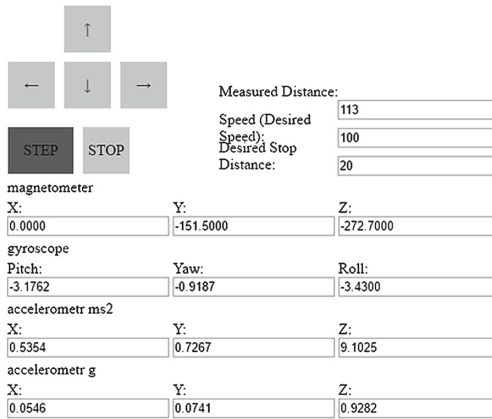 ↑
← ↓ →
STEP STOP
Measured Distance:
113
Speed (Desired
Speed):
100
Desired Stop
Distance:
20
magnetometer
X: Y: Z:
0.0000 -151.5000 -272.7000
gyroscope
Pitch: Yaw: Roll:
-3.1762 -0.9187 -3.4300
accelerometr ms2
X: Y: Z:
0.5354 0.7267 9.1025
accelerometr g
X: Y: Z:
0.0546 0.0741 0.9282